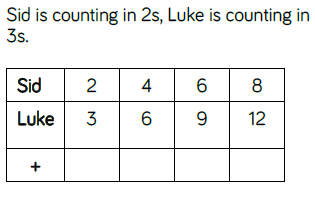 Sid is counting in 2s, Luke is counting in
3s.
Sid 2 4 6 8
Luke 3 6 9 12
+